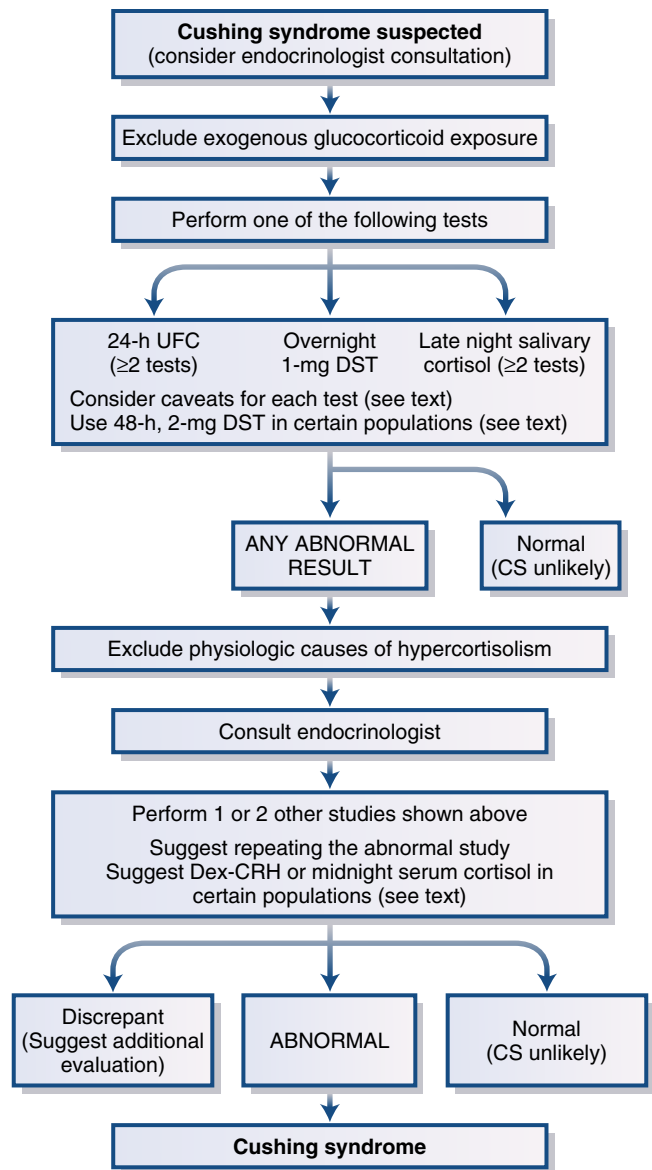 Cushing syndrome suspected
(consider endocrinologist consultation)
Exclude exogenous glucocorticoid exposure
Perform one of the following tests
24-h UFC
(≥2 tests)
Overnight
1-mg DST
Late night salivary
cortisol (≥2 tests)
Consider caveats for each test (see text)
Use 48-h, 2-mg DST in certain populations (see text)
ANY ABNORMAL
RESULT
Normal
(CS unlikely)
Exclude physiologic causes of hypercortisolism
Consult endocrinologist
Perform 1 or 2 other studies shown above
Suggest repeating the abnormal study
Suggest Dex-CRH or midnight serum cortisol in
certain populations (see text)
Discrepant
(Suggest additional
evaluation)
ABNORMAL
Normal
(CS unlikely)
Cushing syndrome